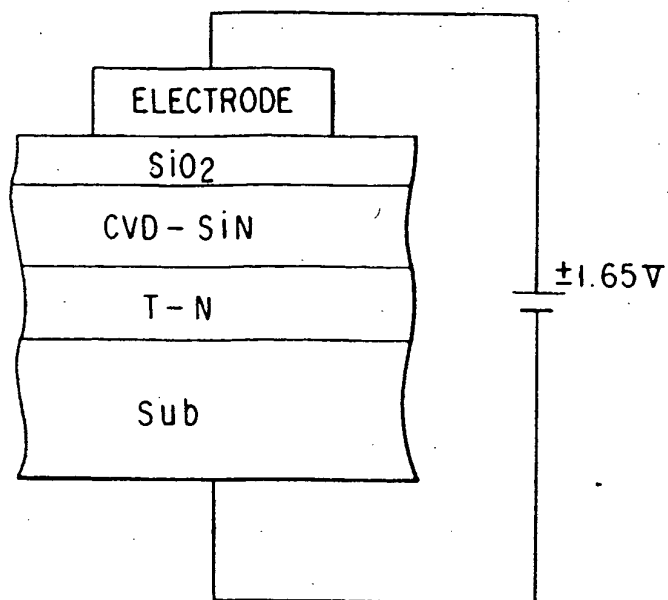 ELECTRODE
SiO2
CVD-SiN
T-N
Sub
±1.65V